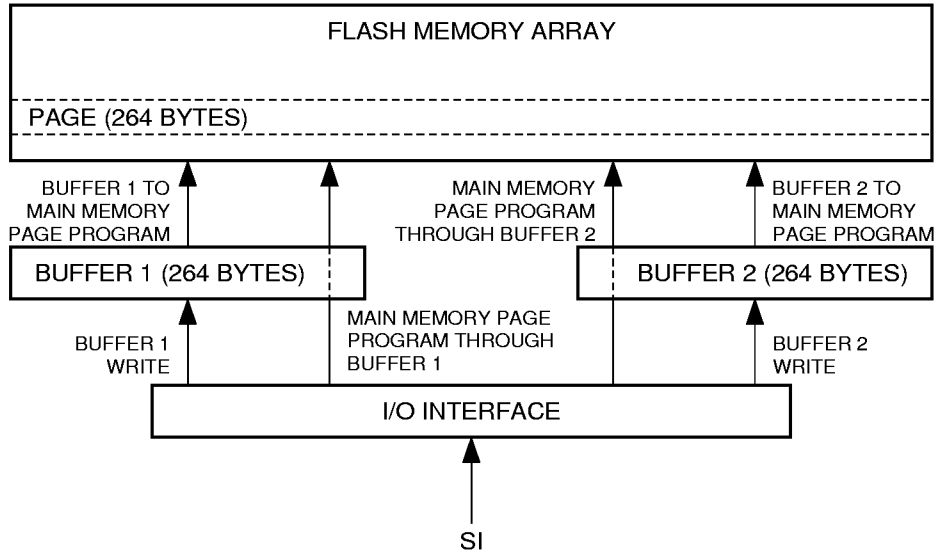 FLASH MEMORY ARRAY
PAGE (264 BYTES)
BUFFER 1 TO
MAIN MEMORY
PAGE PROGRAM
MAIN MEMORY
PAGE PROGRAM
THROUGH BUFFER 2
BUFFER 2 TO
MAIN MEMORY
PAGE PROGRAM
BUFFER 1 (264 BYTES)
BUFFER 2 (264 BYTES)
BUFFER 1
WRITE
MAIN MEMORY PAGE
PROGRAM THROUGH
BUFFER 1
BUFFER 2
WRITE
I/O INTERFACE
SI